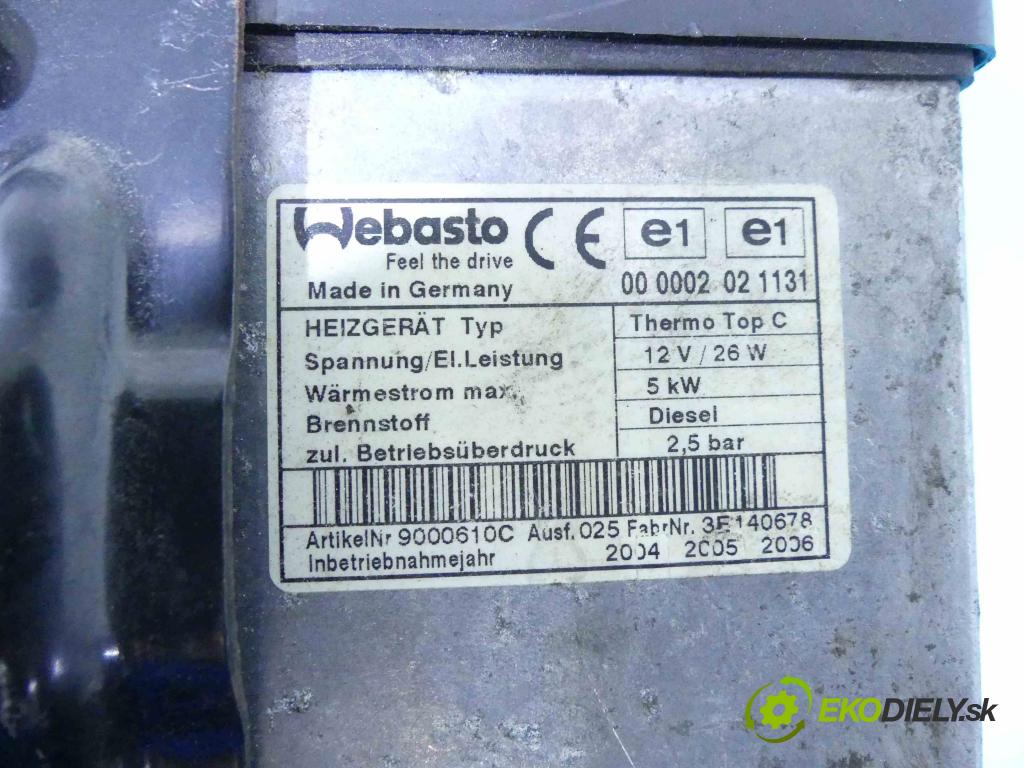 Webasto CE e1 e1
Feel the drive
Made in Germany 00 0002 02 1131
HEIZGERÄT Typ Thermo Top C
Spannung/El.Leistung 12 V / 26 W
Wärmestrom max. 5 kW
Brennstoff Diesel
zul. Betriebsüberdruck 2,5 bar
ArtikelNr 9000610C Ausf. 025 FabrNr. 3E140678
Inbetriebnahmejahr 2004 2005 2006
EKODIELY.sk